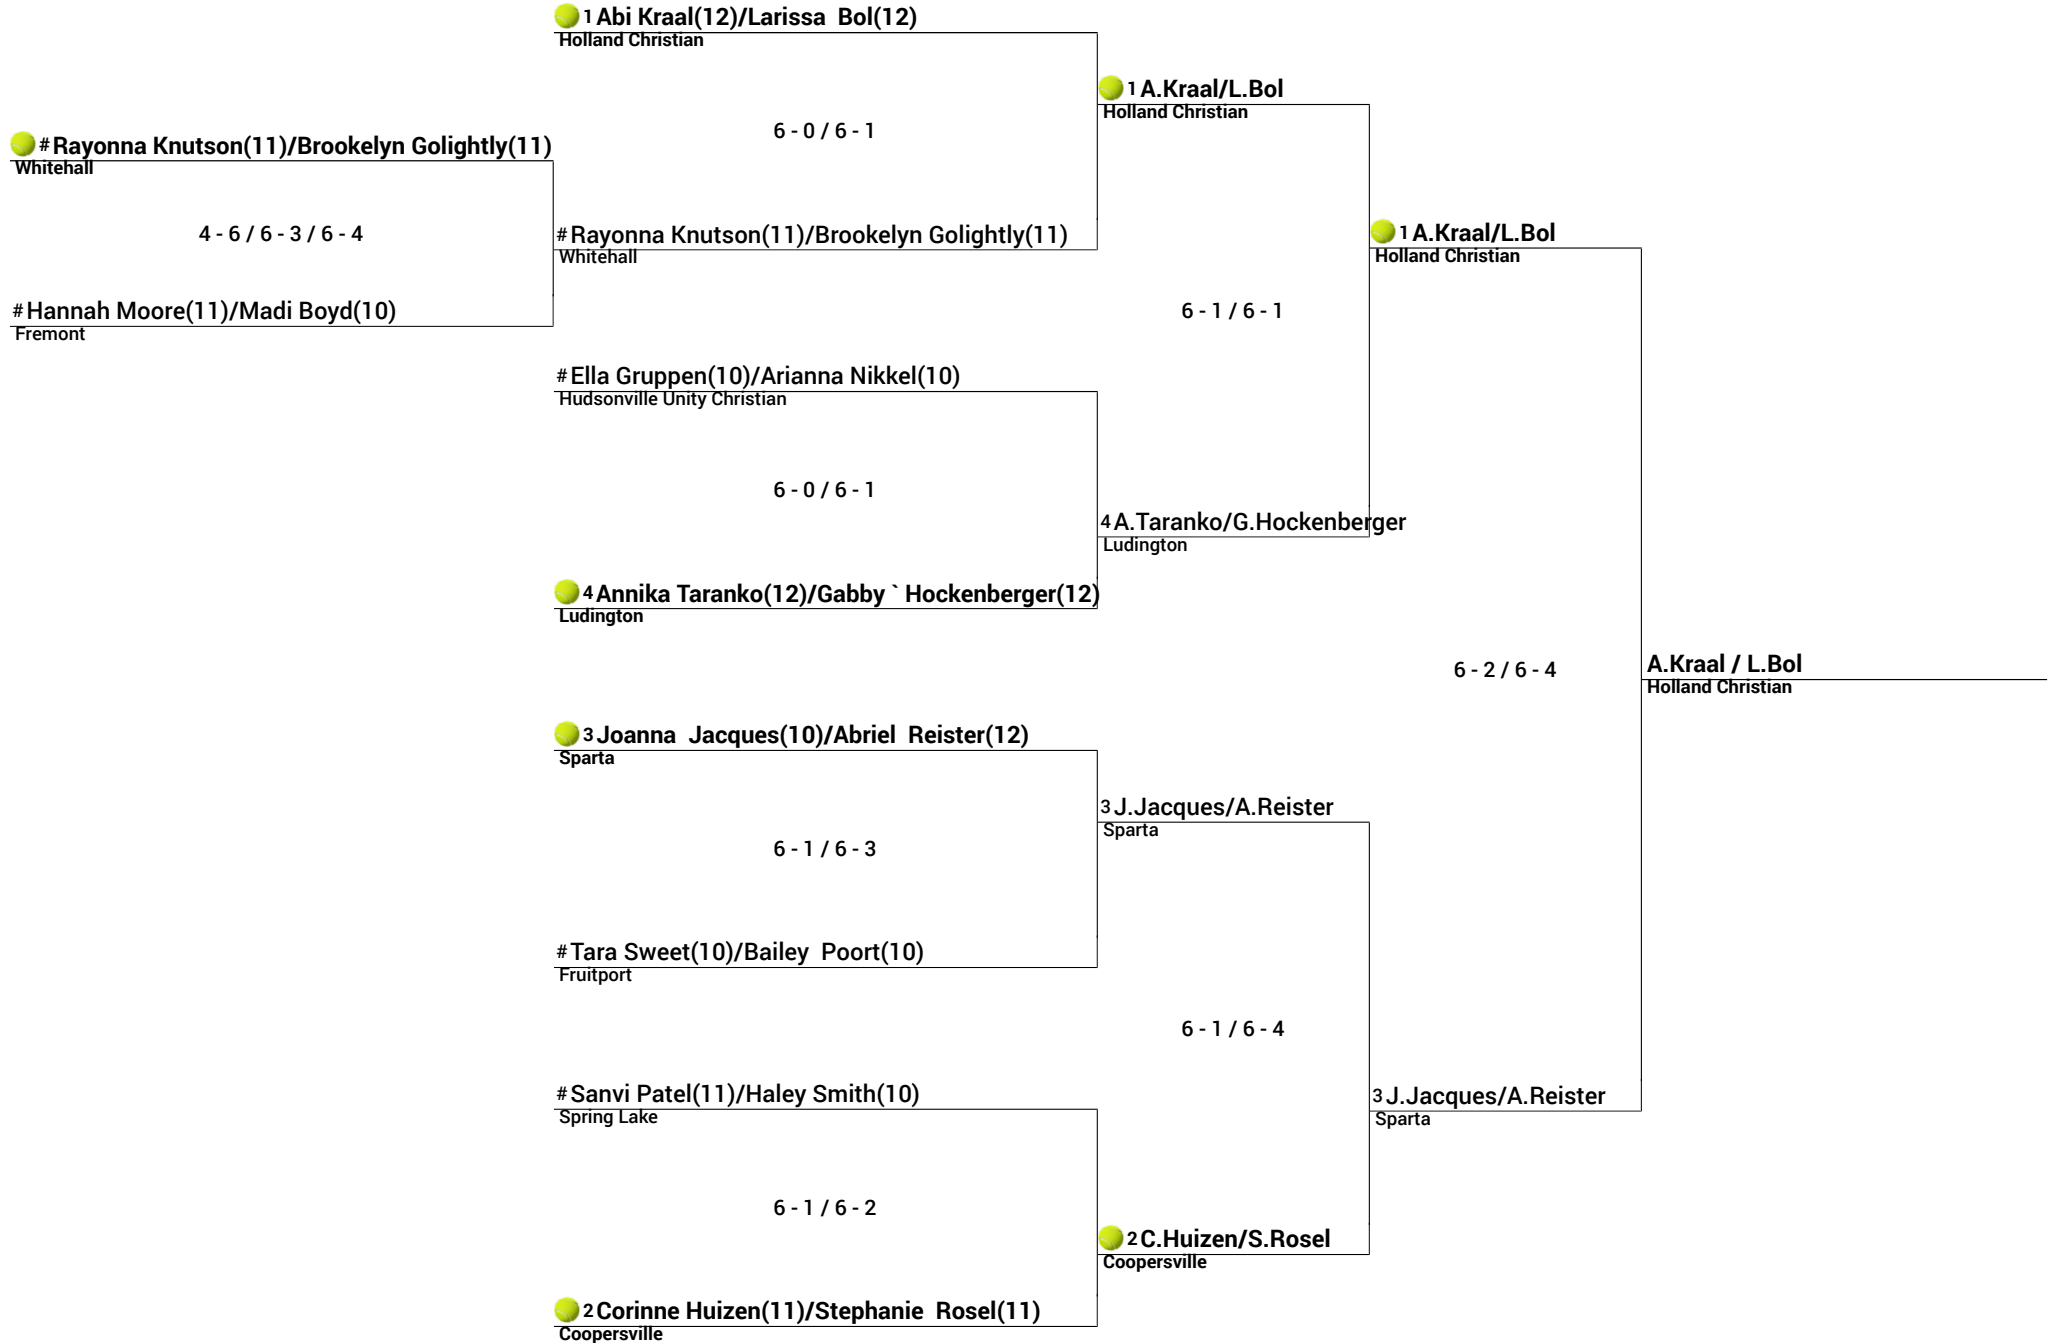 1 Abi Kraal(12)/Larissa  Bol(12)
Holland Christian
1 A.Kraal/L.Bol
Holland Christian
6 - 0 / 6 - 1
# Rayonna Knutson(11)/Brookelyn Golightly(11)
Whitehall
4 - 6 / 6 - 3 / 6 - 4
# Rayonna Knutson(11)/Brookelyn Golightly(11)
Whitehall
1 A.Kraal/L.Bol
Holland Christian
# Hannah Moore(11)/Madi Boyd(10)
Fremont
6 - 1 / 6 - 1
# Ella Gruppen(10)/Arianna Nikkel(10)
Hudsonville Unity Christian
6 - 0 / 6 - 1
4 A.Taranko/G.Hockenberger
Ludington
4 Annika Taranko(12)/Gabby ` Hockenberger(12)
Ludington
6 - 2 / 6 - 4
A.Kraal / L.Bol
Holland Christian
3 Joanna  Jacques(10)/Abriel  Reister(12)
Sparta
3 J.Jacques/A.Reister
Sparta
6 - 1 / 6 - 3
# Tara Sweet(10)/Bailey  Poort(10)
Fruitport
6 - 1 / 6 - 4
# Sanvi Patel(11)/Haley Smith(10)
Spring Lake
3 J.Jacques/A.Reister
Sparta
6 - 1 / 6 - 2
2 C.Huizen/S.Rosel
Coopersville
2 Corinne Huizen(11)/Stephanie  Rosel(11)
Coopersville